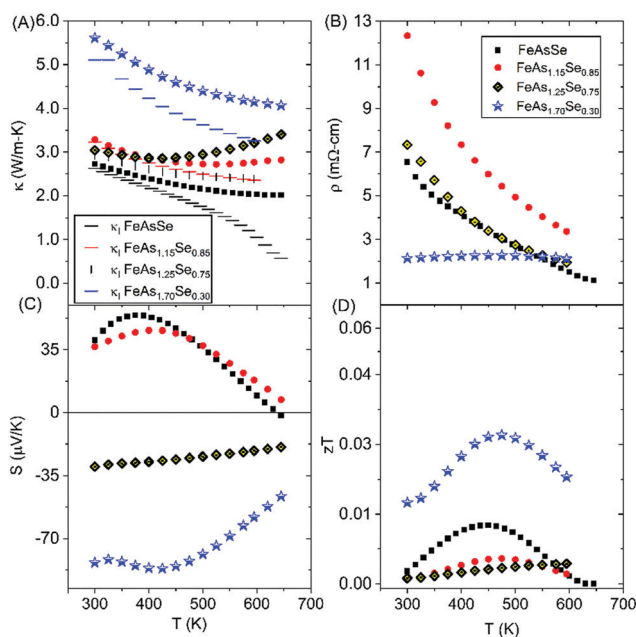 (A)
6.0
5.0
4.0
3.0
2.0
1.0
0.0
κ (W/m-K)
κl FeAsSe
κl FeAs1.15Se0.85
κl FeAs1.25Se0.75
κl FeAs1.70Se0.30
(B)
13
11
9
7
5
3
1
ρ (mΩ-cm)
FeAsSe
FeAs1.15Se0.85
FeAs1.25Se0.75
FeAs1.70Se0.30
(C)
35
0
-35
-70
S (μV/K)
300 400 500 600 700
T (K)
(D)
0.06
0.03
0.01
0.00
zT
300 400 500 600 700
T (K)